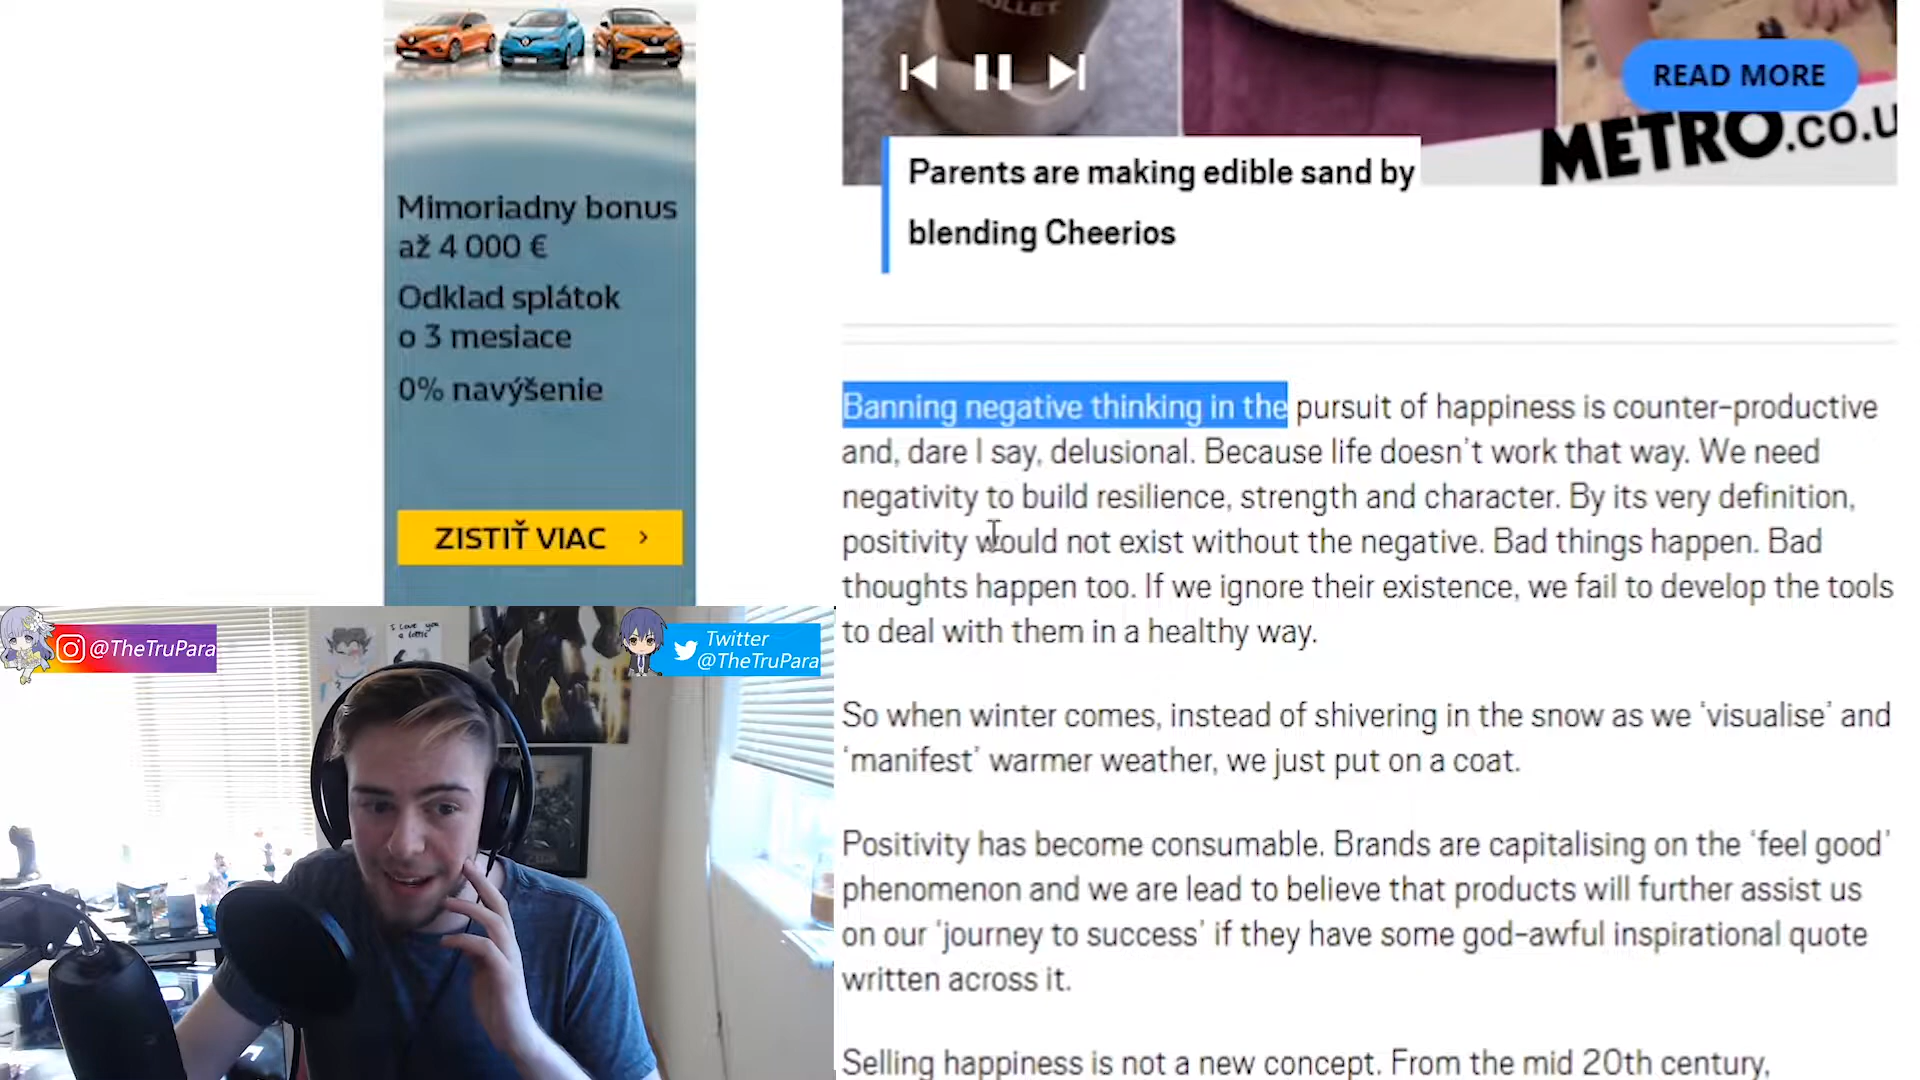 OLLET
READ MORE
METRO.CO.U
Parents are making edible sand by
blending Cheerios
Mimoriadny bonus
až 4 000 €
Odklad splátok
o 3 mesiace
0% navýšenie
ZISTIŤ VIAC
Banning negative thinking in the pursuit of happiness is counter-productive
and, dare I say, delusional. Because life doesn't work that way. We need
negativity to build resilience, strength and character. By its very definition,
positivity would not exist without the negative. Bad things happen. Bad
thoughts happen too. If we ignore their existence, we fail to develop the tools
to deal with them in a healthy way.
So when winter comes, instead of shivering in the snow as we 'visualise' and
'manifest' warmer weather, we just put on a coat.
Positivity has become consumable. Brands are capitalising on the 'feel good'
phenomenon and we are lead to believe that products will further assist us
on our 'journey to success' if they have some god-awful inspirational quote
written across it.
Selling happiness is not a new concept. From the mid 20th century,
@TheTruPara
I love you
a lottle
Twitter
@TheTruPara